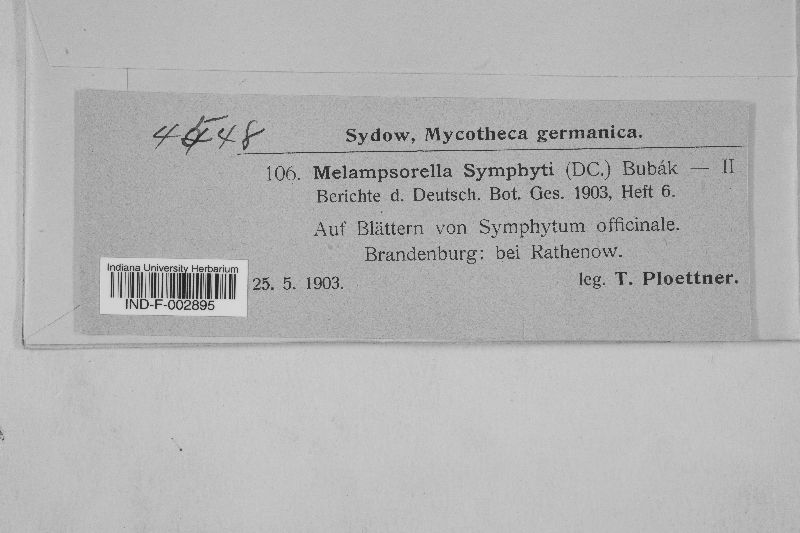 Sydow, Mycotheca germanica.
106. Melampsorella Symphyti (DC.) Bubák — II
Berichte d. Deutsch. Bot. Ges. 1903, Heft 6.
Auf Blättern von Symphytum officinale.
Brandenburg: bei Rathenow.
25. 5. 1903. leg. T. Ploettner.
Indiana University Herbarium
IND-F-002895